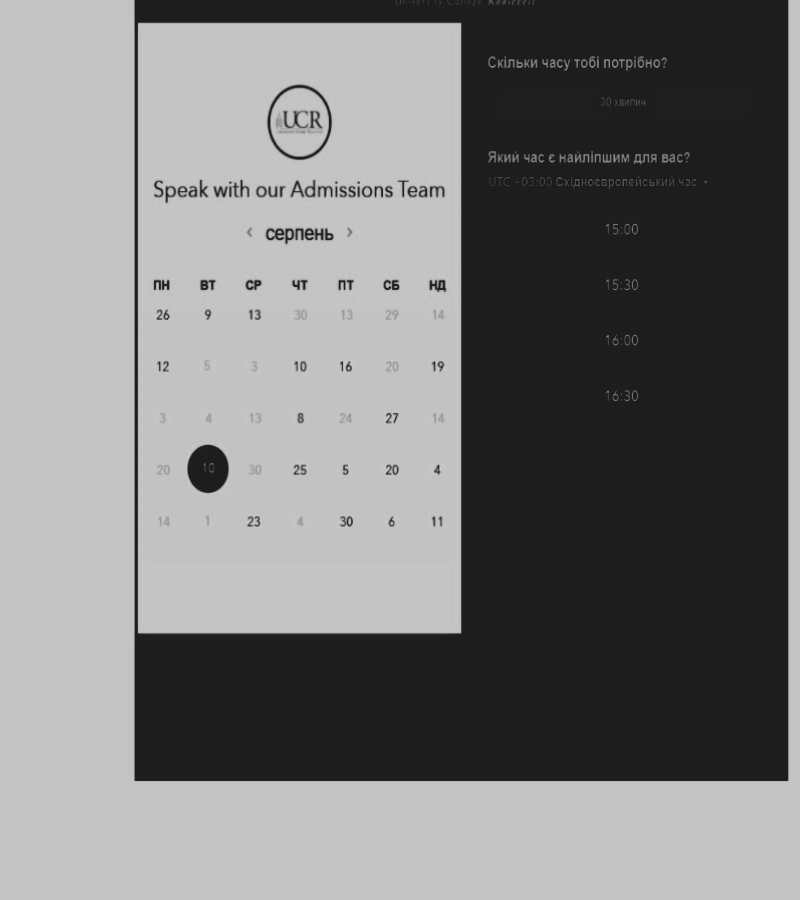 University College Roosevelt
UCR
Speak with our Admissions Team
‹ серпень ›
ПН ВТ СР ЧТ ПТ СБ НД
26 9 13 30 13 29 14
12 5 3 10 16 20 19
3 4 13 8 24 27 14
20 10 30 25 5 20 4
14 1 23 4 30 6 11
Скільки часу тобі потрібно?
30 хвилин
Який час є найліпшим для вас?
UTC +03:00 Східноєвропейський час
15:00
15:30
16:00
16:30